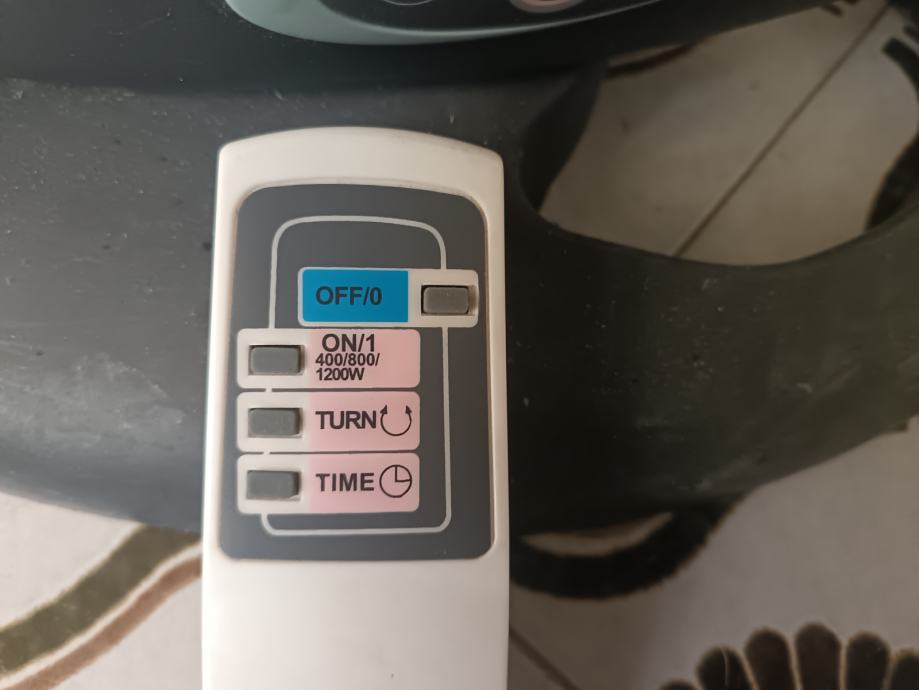 OFF/0
ON/1
400/800/
1200W
TURN
TIME